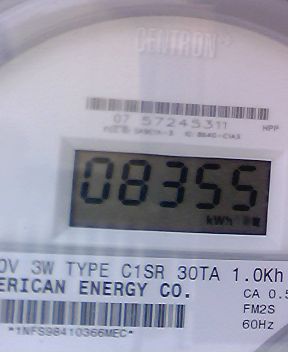 CENTRON
07 57245311
HPP
08355
kWh
0V 3W TYPE C1SR 30TA 1.0Kh
ERICAN ENERGY CO.
CA 0.5
FM2S
60Hz
*1NFS98410366MEC*